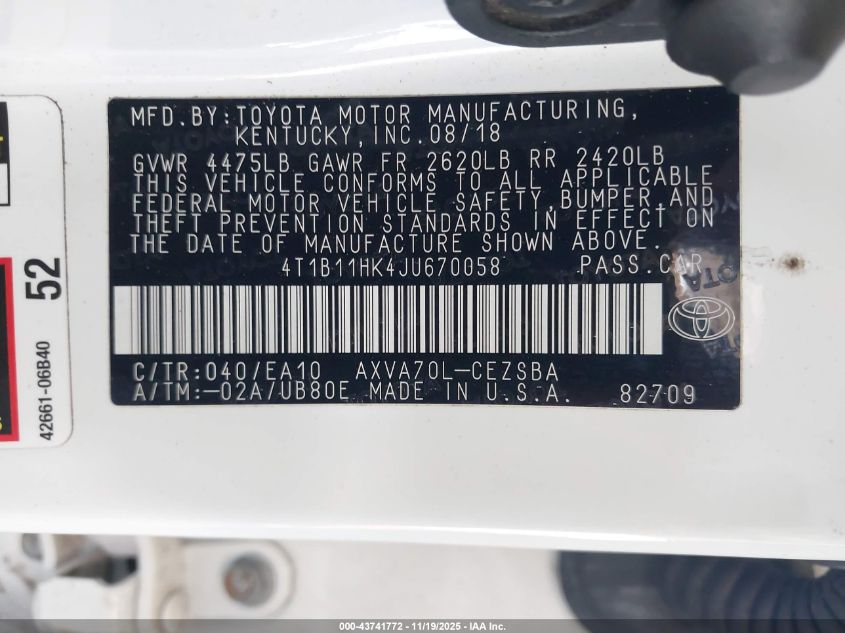 MFD.BY:TOYOTA MOTOR MANUFACTURING,
KENTUCKY,INC.08/18
GVWR 4475LB GAWR FR 2620LB RR 2420LB
THIS VEHICLE CONFORMS TO ALL APPLICABLE
FEDERAL MOTOR VEHICLE SAFETY,BUMPER,AND
THEFT PREVENTION STANDARDS IN EFFECT ON
THE DATE OF MANUFACTURE SHOWN ABOVE.
4T1B11HK4JU670058 PASS.CAR
C/TR:040/EA10 AXVA70L-CEZSBA
A/TM:-02A/UB80E MADE IN U.S.A. 82709
52
42661-06B40
TOYOTA
000-43741772 - 11/19/2025 - IAA Inc.